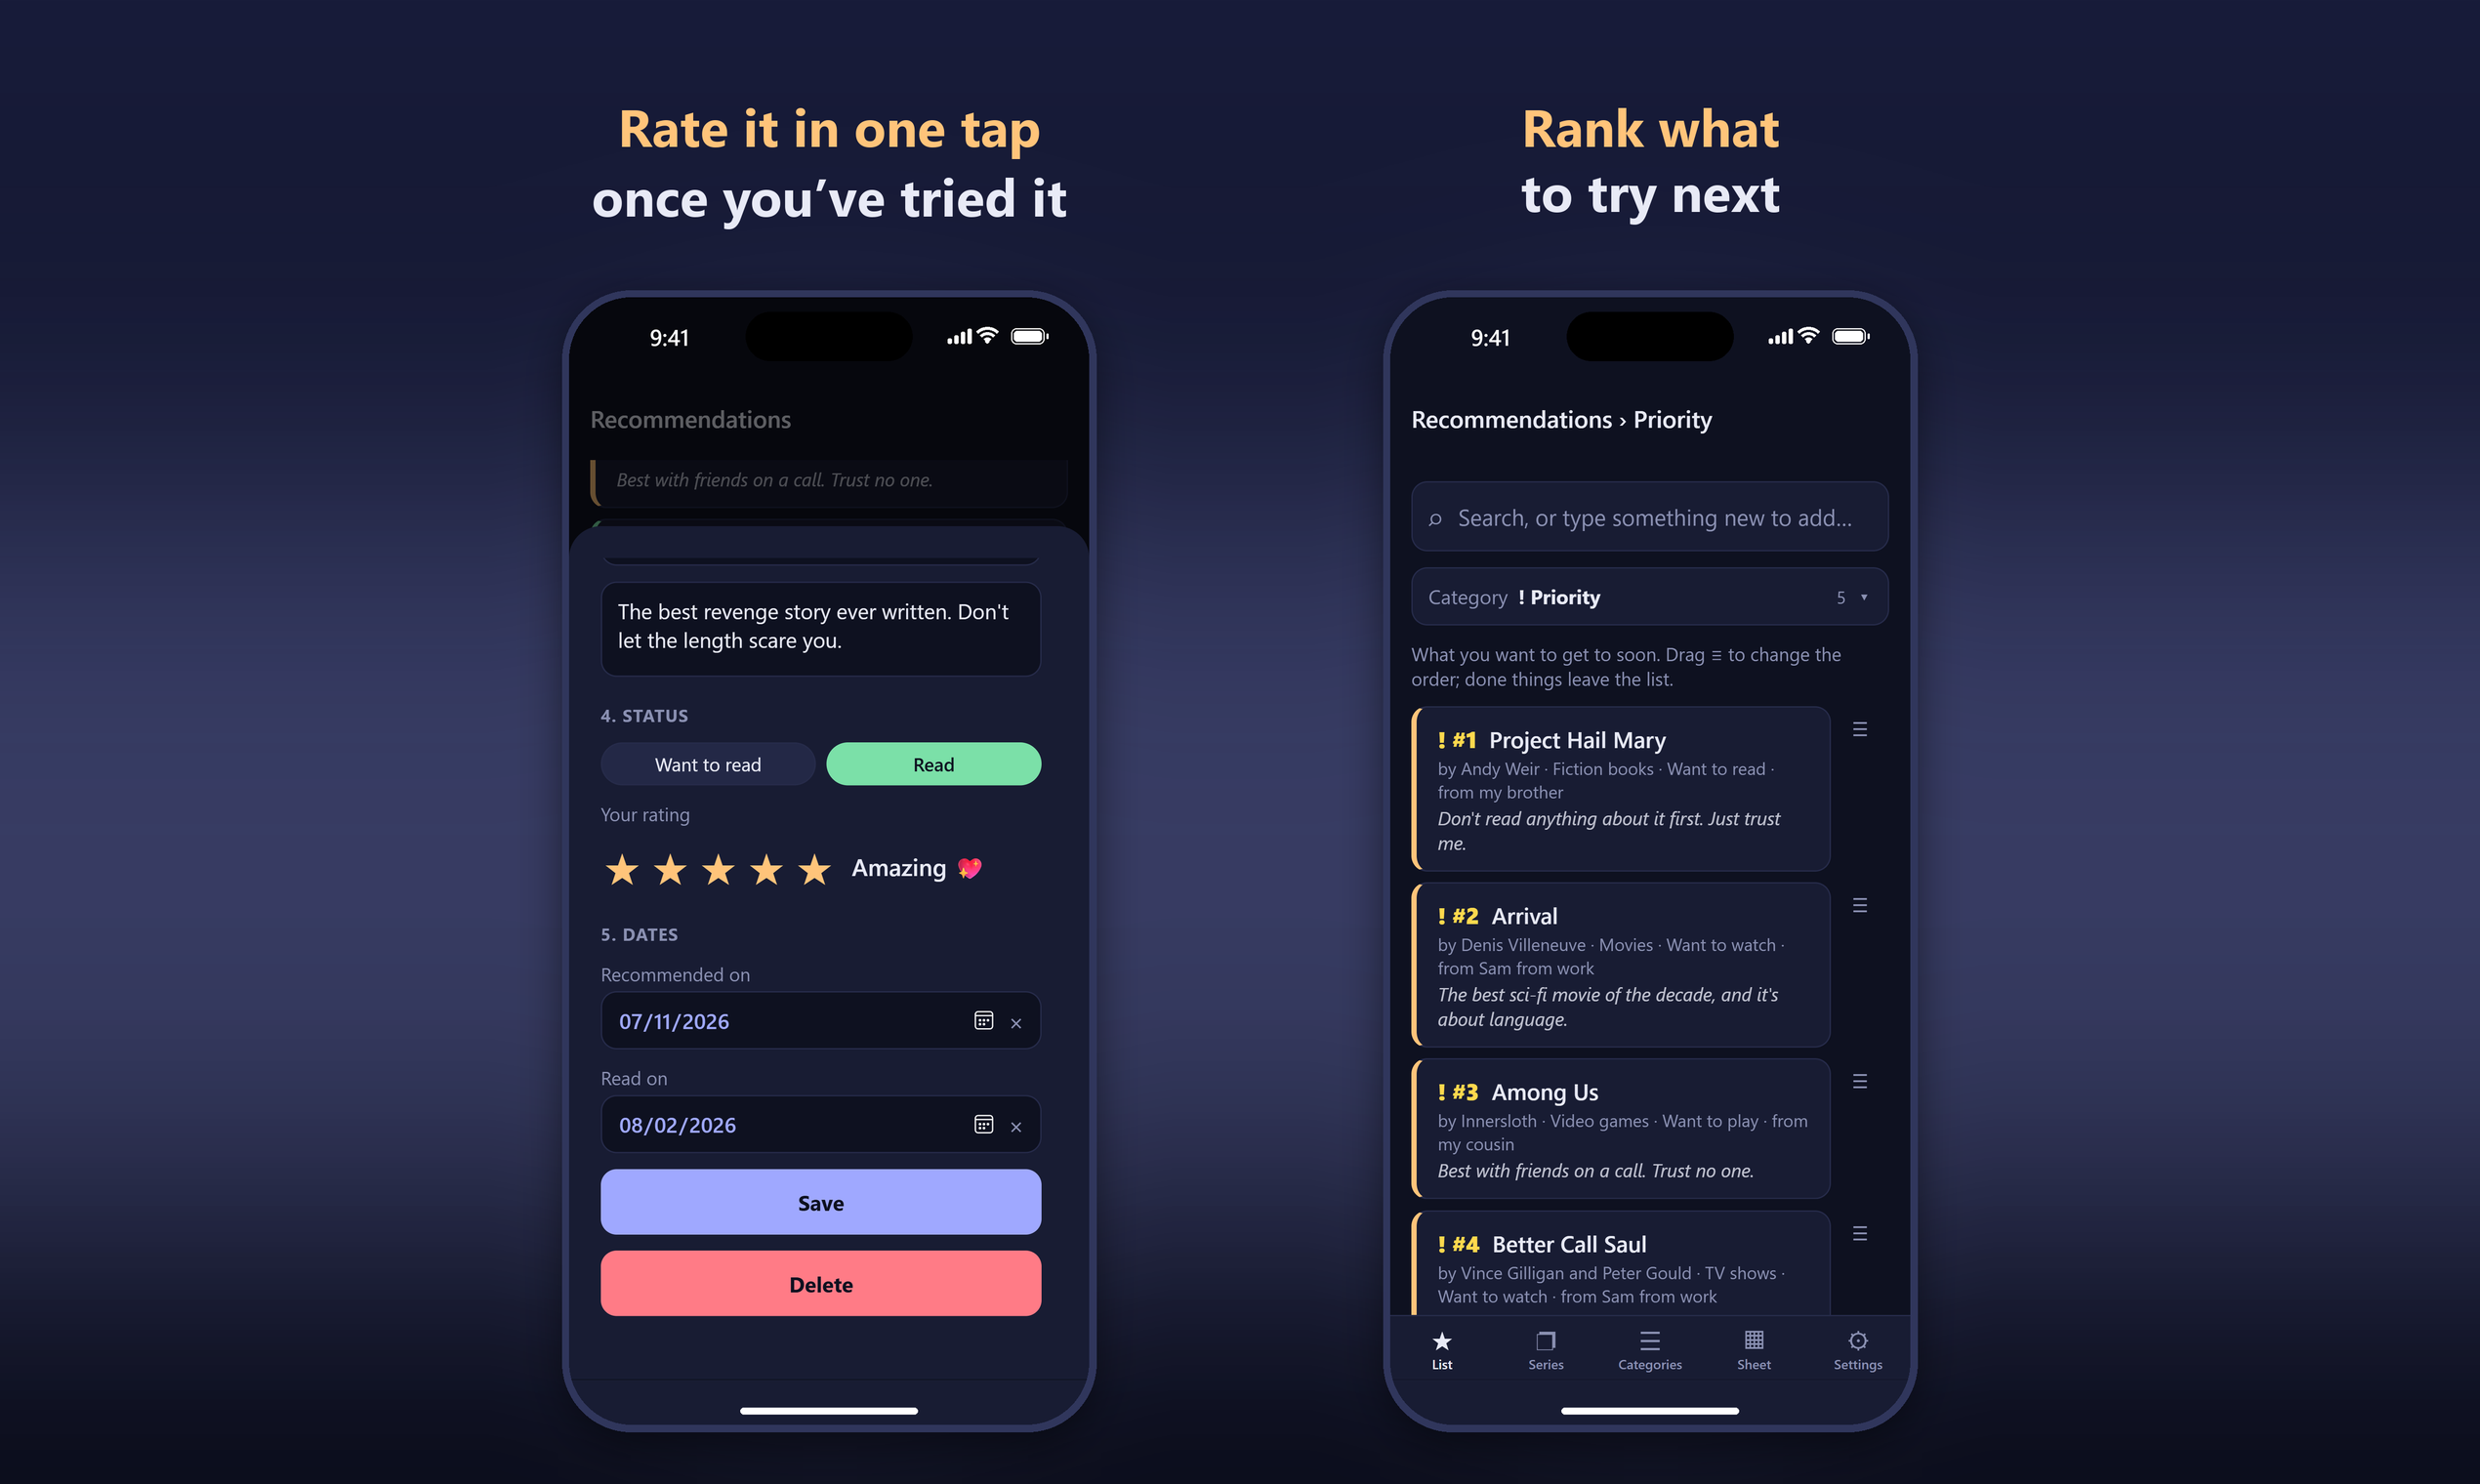 Rate it in one tap
once you’ve tried it
9:41
Recommendations
Best with friends on a call. Trust no one.
The best revenge story ever written. Don't
let the length scare you.
4. STATUS
Want to read
Read
Your rating
★ ★ ★ ★ ★ Amazing 💖
5. DATES
Recommended on
07/11/2026 ×
Read on
08/02/2026 ×
Save
Delete
Rank what
to try next
9:41
Recommendations › Priority
Search, or type something new to add...
Category ! Priority 5 ▾
What you want to get to soon. Drag ☰ to change the
order; done things leave the list.
! #1 Project Hail Mary
by Andy Weir · Fiction books · Want to read ·
from my brother
Don't read anything about it first. Just trust
me.
! #2 Arrival
by Denis Villeneuve · Movies · Want to watch ·
from Sam from work
The best sci-fi movie of the decade, and it's
about language.
! #3 Among Us
by Innersloth · Video games · Want to play · from
my cousin
Best with friends on a call. Trust no one.
! #4 Better Call Saul
by Vince Gilligan and Peter Gould · TV shows ·
Want to watch · from Sam from work
List Series Categories Sheet Settings